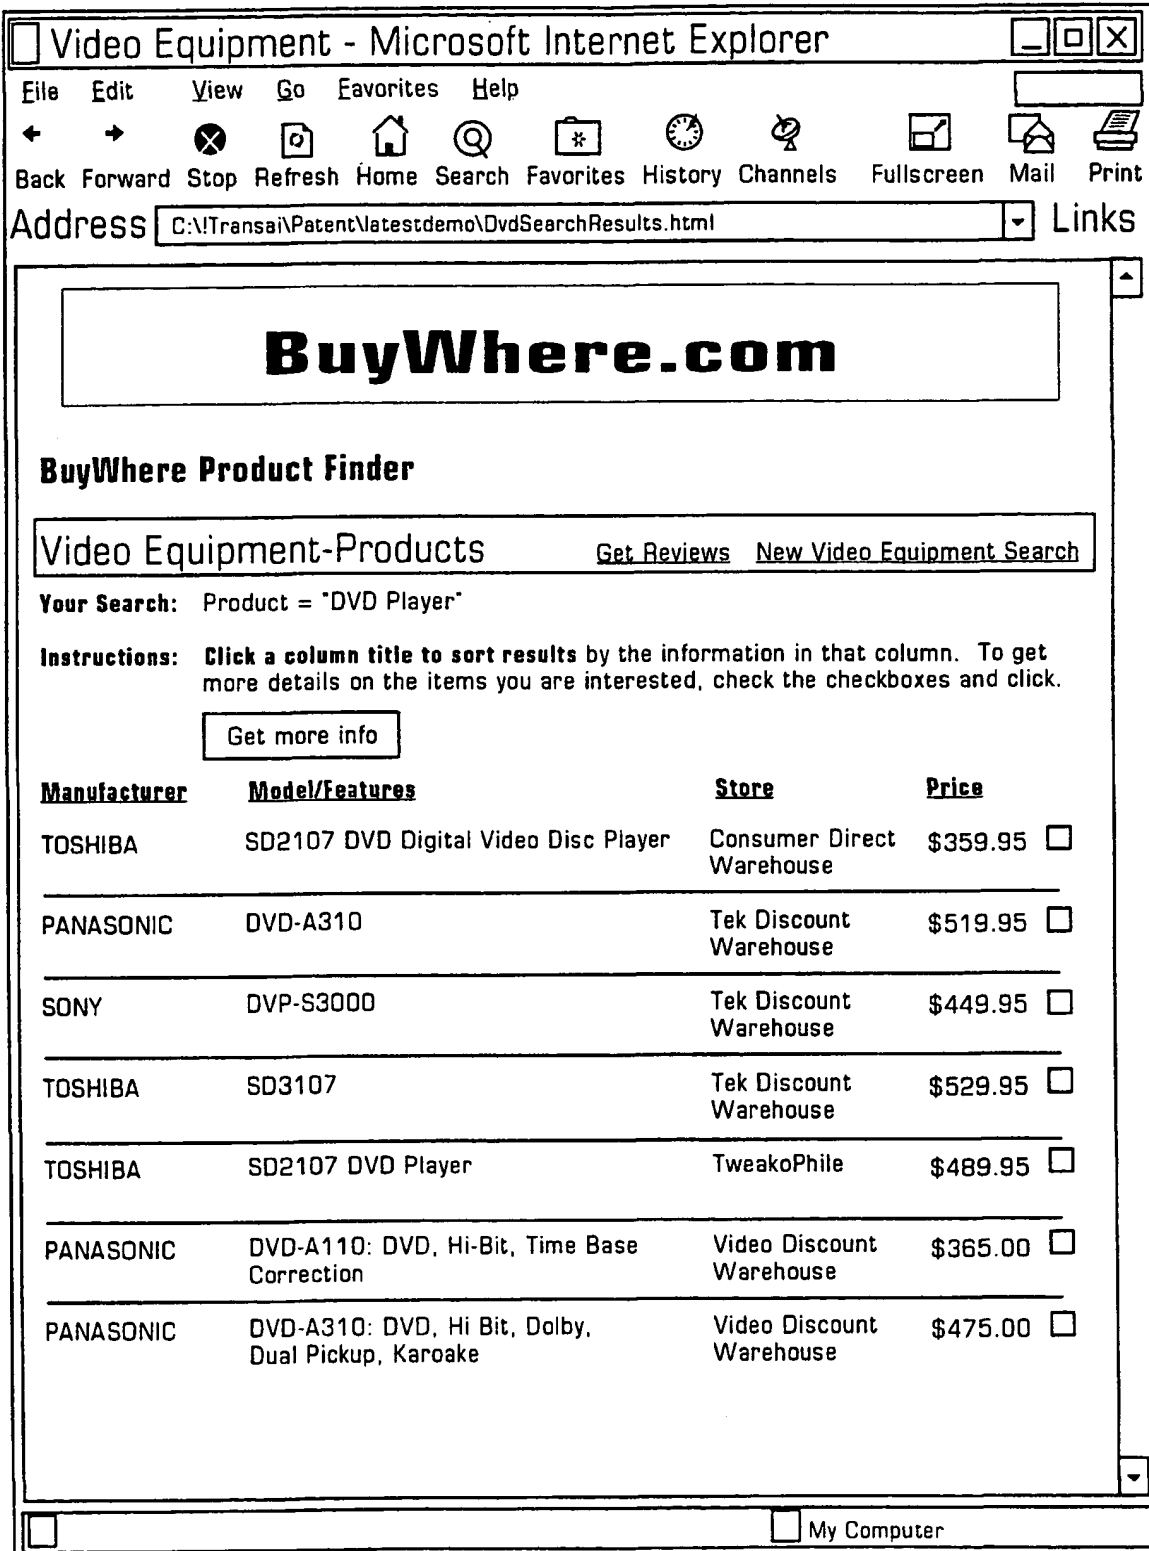 Video Equipment - Microsoft Internet Explorer
File Edit View Go Favorites Help
Back Forward Stop Refresh Home Search Favorites History Channels Fullscreen Mail Print
Address C:\!Transai\Patent\latestdemo\DvdSearchResults.html Links
BuyWhere.com
BuyWhere Product Finder
Video Equipment-Products Get Reviews New Video Equipment Search
Your Search: Product = "DVD Player"
Instructions: Click a column title to sort results by the information in that column. To get
more details on the items you are interested, check the checkboxes and click.
Get more info
Manufacturer Model/Features Store Price
TOSHIBA SD2107 DVD Digital Video Disc Player Consumer Direct $359.95
Warehouse
PANASONIC DVD-A310 Tek Discount $519.95
Warehouse
SONY DVP-S3000 Tek Discount $449.95
Warehouse
TOSHIBA SD3107 Tek Discount $529.95
Warehouse
TOSHIBA SD2107 DVD Player TweakoPhile $489.95
PANASONIC DVD-A110: DVD, Hi-Bit, Time Base Video Discount $365.00
Correction Warehouse
PANASONIC DVD-A310: DVD, Hi Bit, Dolby, Video Discount $475.00
Dual Pickup, Karoake Warehouse
My Computer